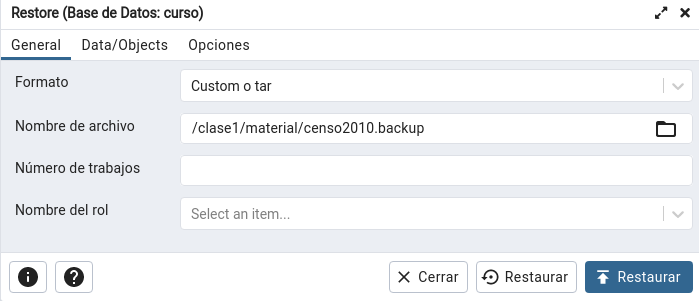 Restore (Base de Datos: curso)
General Data/Objects Opciones
Formato Custom o tar
Nombre de archivo /clase1/material/censo2010.backup
Número de trabajos
Nombre del rol Select an item...
Cerrar Restaurar Restaurar